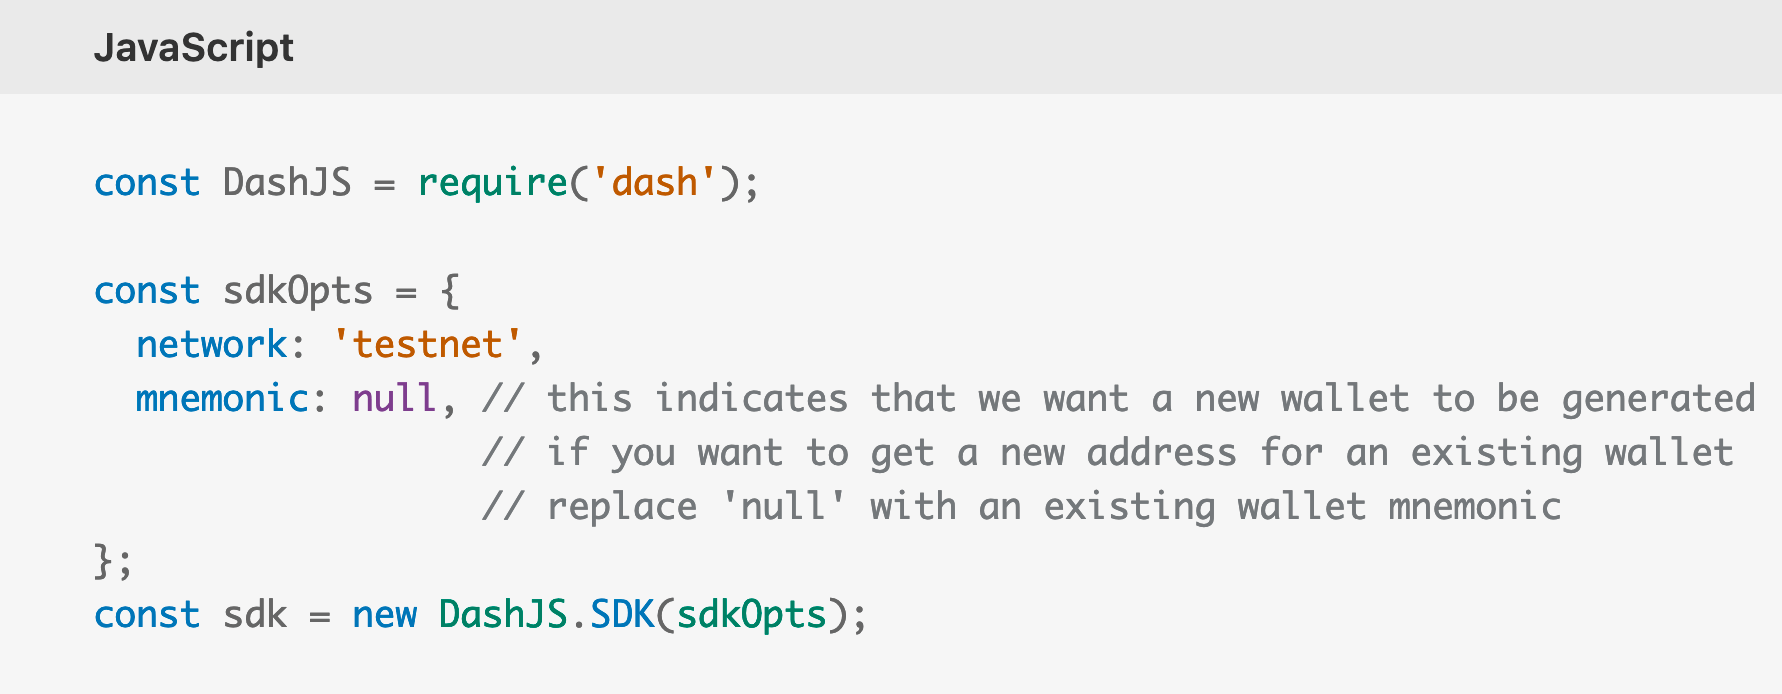 JavaScript
const DashJS = require('dash');
const sdkOpts = {
  network: 'testnet',
  mnemonic: null, // this indicates that we want a new wallet to be generated
                  // if you want to get a new address for an existing wallet
                  // replace 'null' with an existing wallet mnemonic
};
const sdk = new DashJS.SDK(sdkOpts);